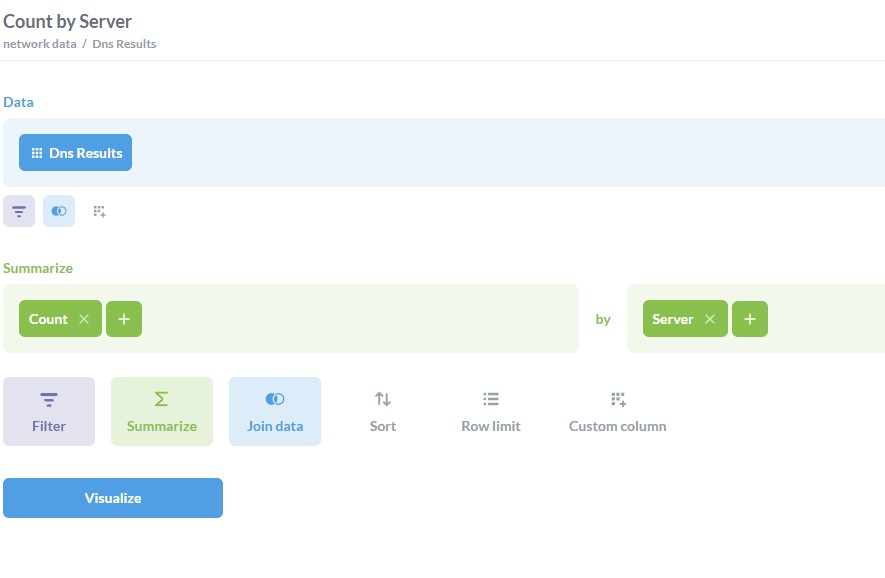 Count by Server
network data / Dns Results
Data
Dns Results
Summarize
Count
by
Server
Filter
Summarize
Join data
Sort
Row limit
Custom column
Visualize